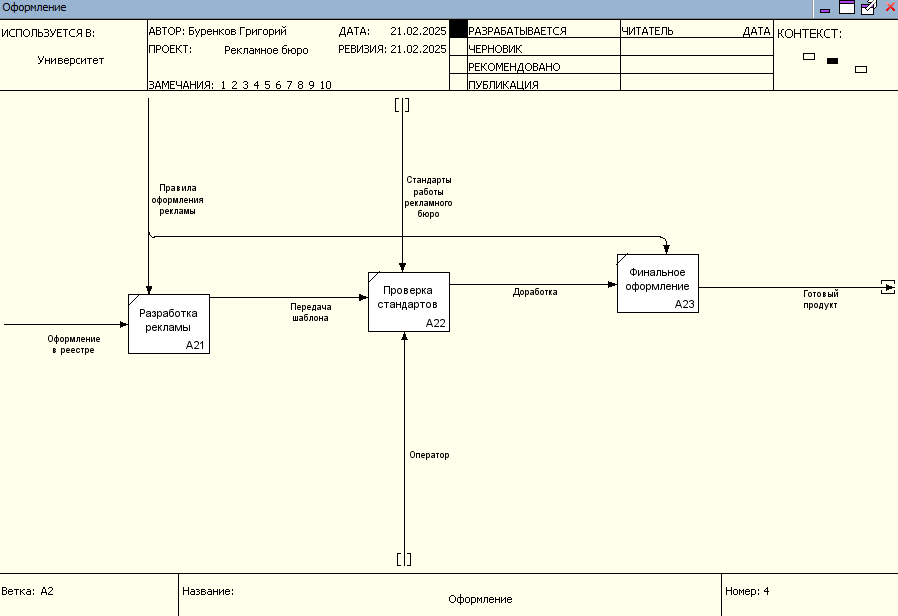 Оформление
ИСПОЛЬЗУЕТСЯ В:
Университет
АВТОР: Буренков Григорий
ДАТА: 21.02.2025
ПРОЕКТ: Рекламное бюро
РЕВИЗИЯ: 21.02.2025
ЗАМЕЧАНИЯ: 1 2 3 4 5 6 7 8 9 10
РАЗРАБАТЫВАЕТСЯ
ЧЕРНОВИК
РЕКОМЕНДОВАНО
ПУБЛИКАЦИЯ
ЧИТАТЕЛЬ
ДАТА
КОНТЕКСТ:
Правила
оформления
рекламы
Стандарты
работы
рекламного
бюро
Оформление
в реестре
Разработка
рекламы
A21
Передача
шаблона
Проверка
стандартов
A22
Доработка
Финальное
оформление
A23
Готовый
продукт
Оператор
Ветка: A2
Название:
Оформление
Номер: 4